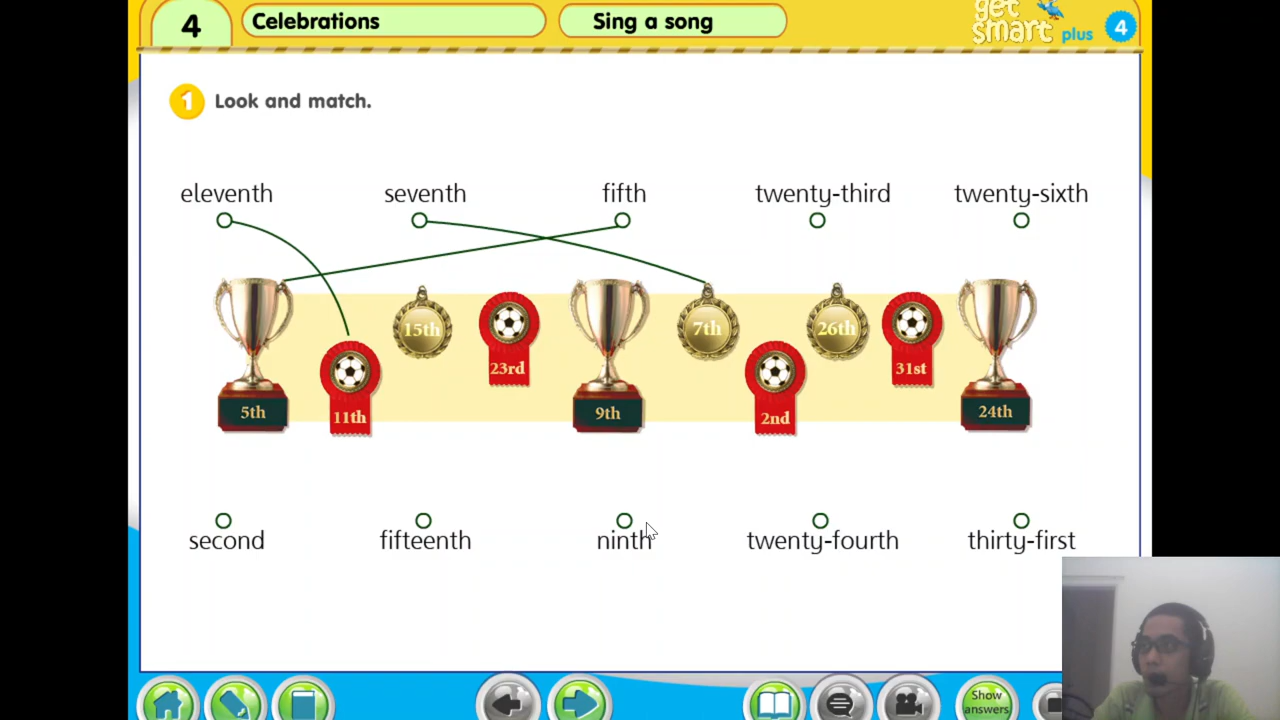 4 Celebrations Sing a song get smart plus 4
1 Look and match.
eleventh seventh fifth twenty-third twenty-sixth
15th 23rd 7th 26th 31st
5th 11th 9th 2nd 24th
second fifteenth ninth twenty-fourth thirty-first
Show
answers